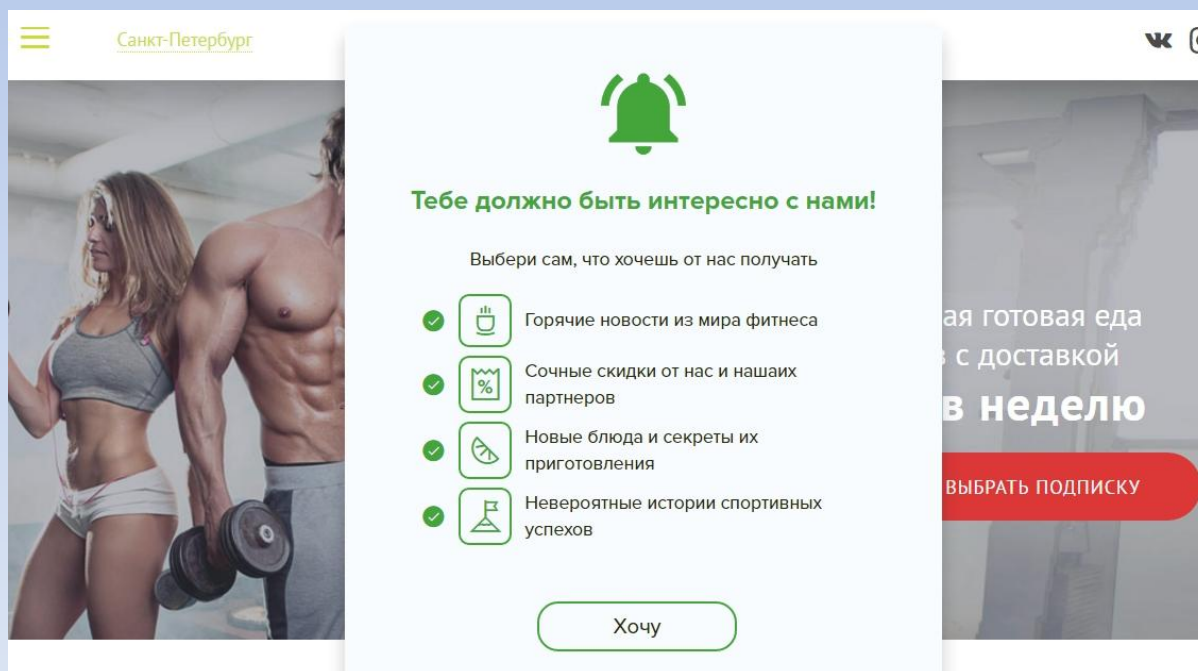 Санкт-Петербург
Тебе должно быть интересно с нами!
Выбери сам, что хочешь от нас получать
Горячие новости из мира фитнеса
Сочные скидки от нас и нашаих
партнеров
%
Новые блюда и секреты их
приготовления
Невероятные истории спортивных
успехов
Хочу
ая готовая еда
с доставкой
в неделю
ВЫБРАТЬ ПОДПИСКУ